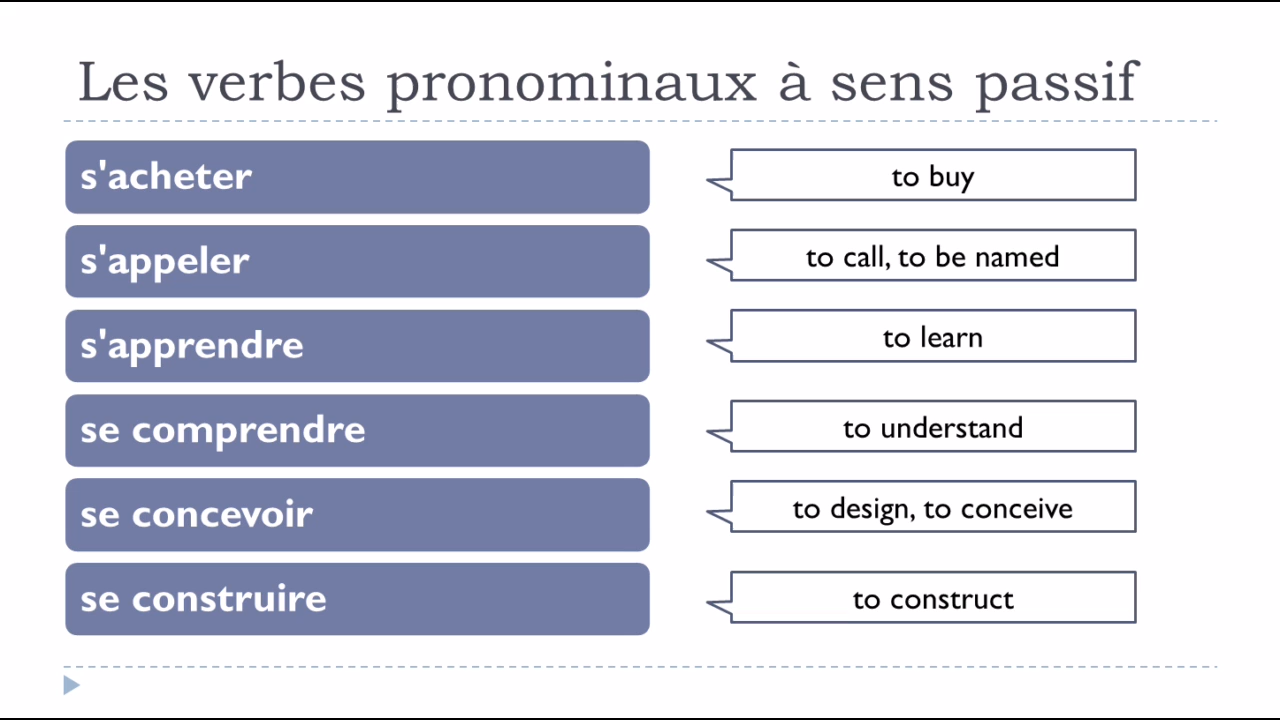 Les verbes pronominaux à sens passif
s'acheter
to buy
s'appeler
to call, to be named
s'apprendre
to learn
se comprendre
to understand
se concevoir
to design, to conceive
se construire
to construct